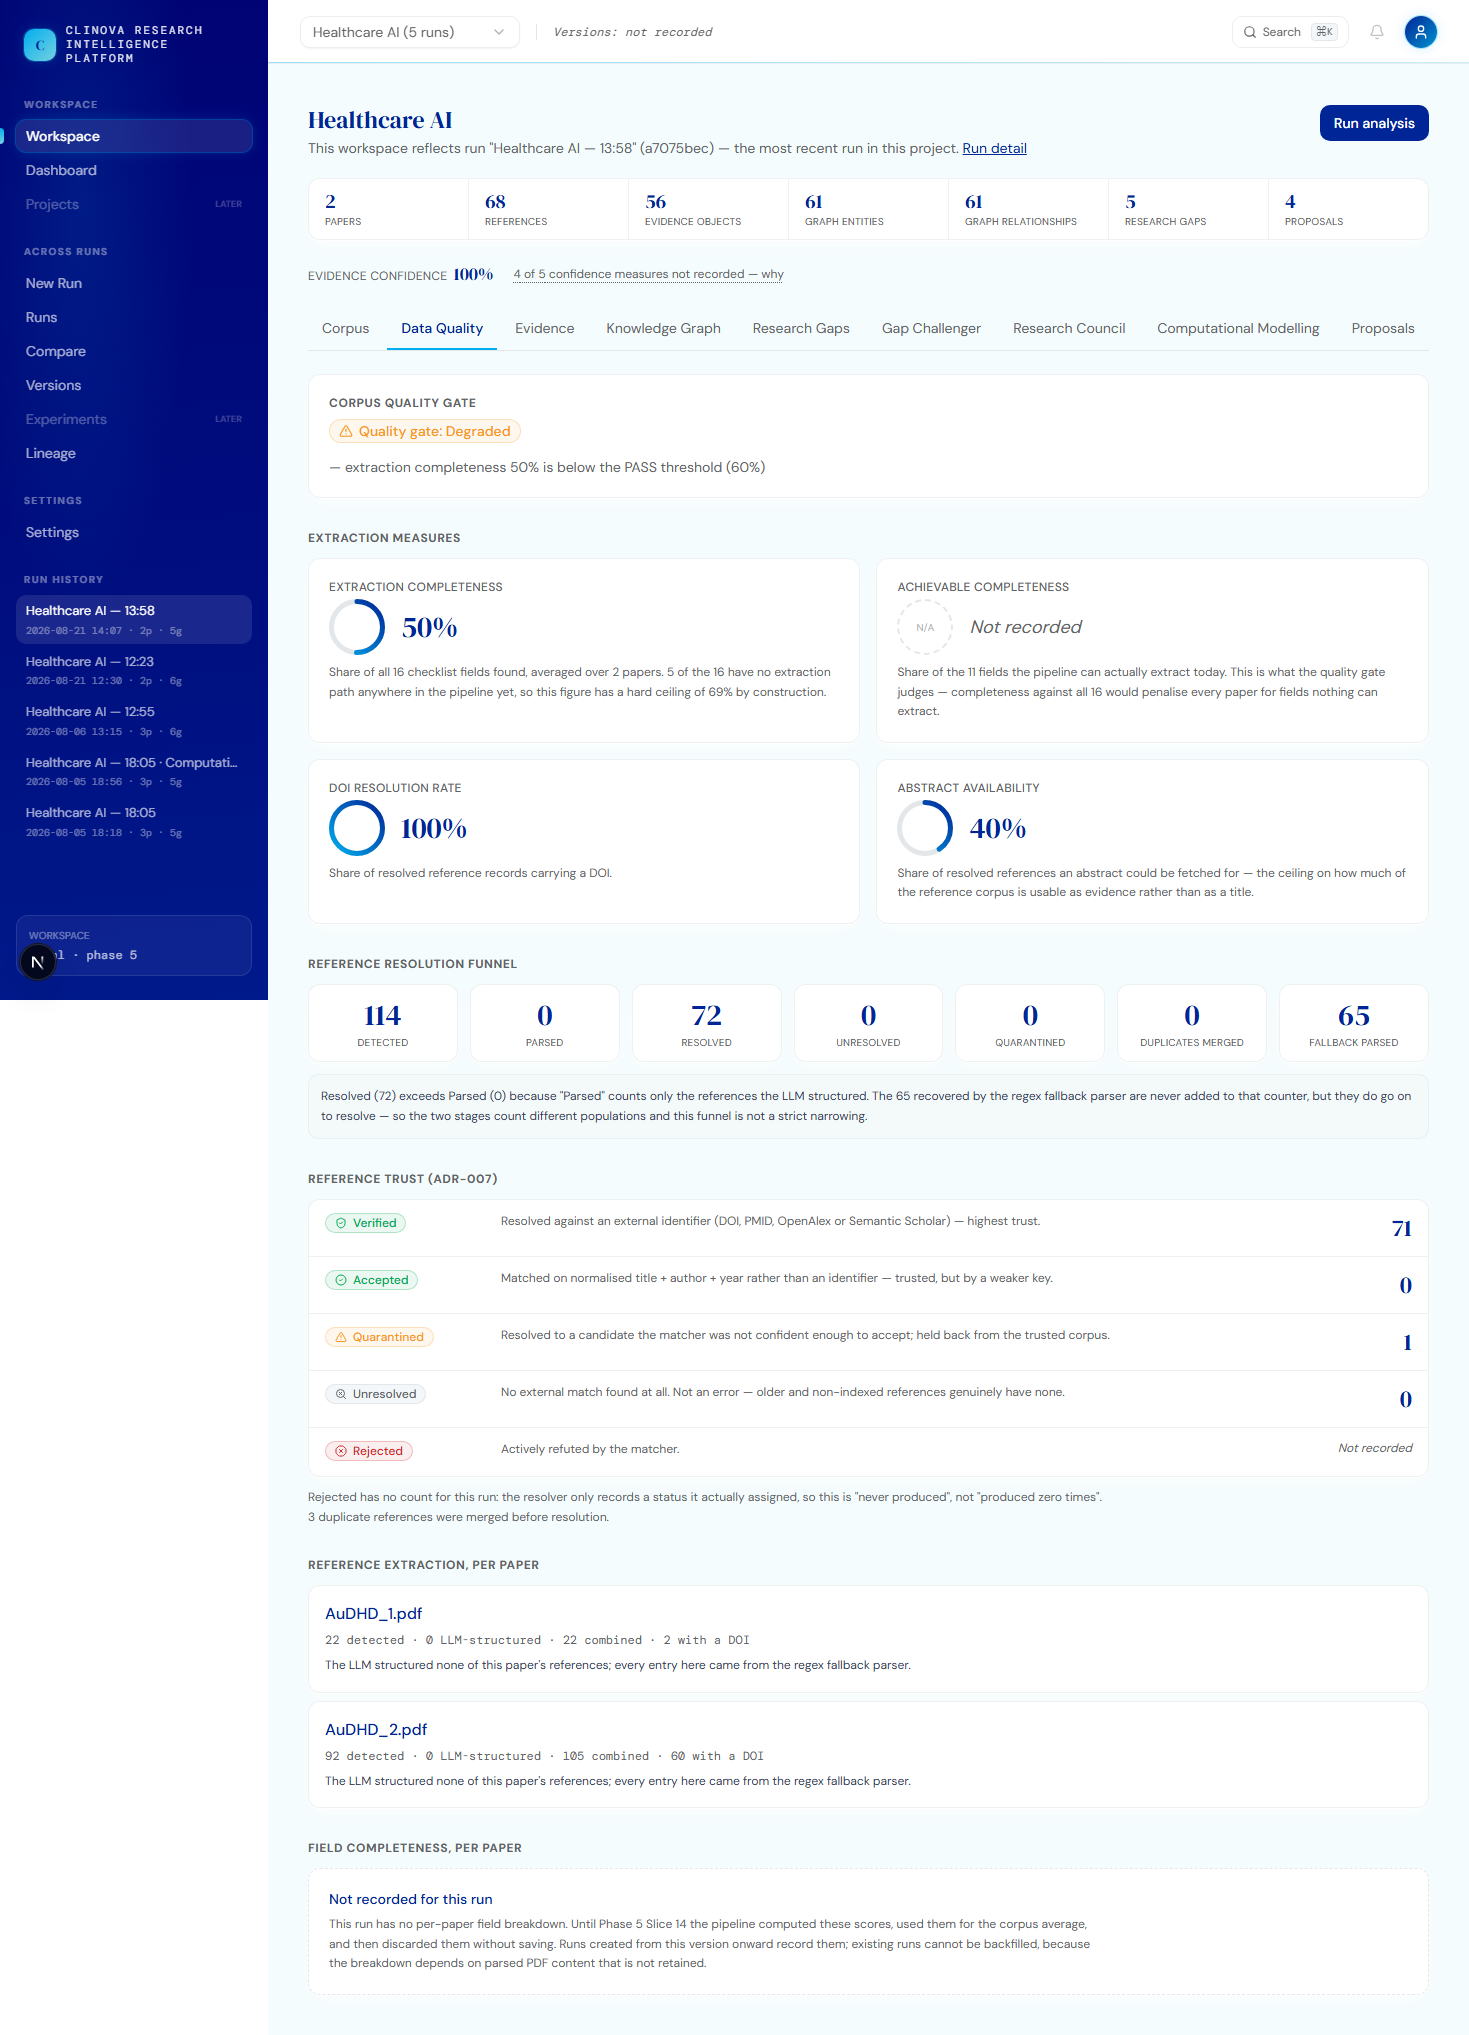 CLINOVA RESEARCH
INTELLIGENCE
PLATFORM
C
WORKSPACE
Workspace
Dashboard
Projects LATER
ACROSS RUNS
New Run
Runs
Compare
Versions
Experiments LATER
Lineage
SETTINGS
Settings
RUN HISTORY
Healthcare AI — 13:58
2026-08-21 14:07 · 2p · 5g
Healthcare AI — 12:23
2026-08-21 12:30 · 2p · 6g
Healthcare AI — 12:55
2026-08-06 13:15 · 3p · 6g
Healthcare AI — 18:05 · Computati...
2026-08-05 18:56 · 3p · 5g
Healthcare AI — 18:05
2026-08-05 18:18 · 3p · 5g
WORKSPACE
· phase 5
N
Healthcare AI (5 runs)
Versions: not recorded
Search ⌘K
Healthcare AI
Run analysis
This workspace reflects run "Healthcare AI — 13:58" (a7075bec) — the most recent run in this project. Run detail
2
PAPERS
68
REFERENCES
56
EVIDENCE OBJECTS
61
GRAPH ENTITIES
61
GRAPH RELATIONSHIPS
5
RESEARCH GAPS
4
PROPOSALS
EVIDENCE CONFIDENCE 100% 4 of 5 confidence measures not recorded — why
Corpus Data Quality Evidence Knowledge Graph Research Gaps Gap Challenger Research Council Computational Modelling Proposals
CORPUS QUALITY GATE
Quality gate: Degraded
— extraction completeness 50% is below the PASS threshold (60%)
EXTRACTION MEASURES
EXTRACTION COMPLETENESS
50%
Share of all 16 checklist fields found, averaged over 2 papers. 5 of the 16 have no extraction
path anywhere in the pipeline yet, so this figure has a hard ceiling of 69% by construction.
ACHIEVABLE COMPLETENESS
N/A
Not recorded
Share of the 11 fields the pipeline can actually extract today. This is what the quality gate
judges — completeness against all 16 would penalise every paper for fields nothing can
extract.
DOI RESOLUTION RATE
100%
Share of resolved reference records carrying a DOI.
ABSTRACT AVAILABILITY
40%
Share of resolved references an abstract could be fetched for — the ceiling on how much of
the reference corpus is usable as evidence rather than as a title.
REFERENCE RESOLUTION FUNNEL
114
DETECTED
0
PARSED
72
RESOLVED
0
UNRESOLVED
0
QUARANTINED
0
DUPLICATES MERGED
65
FALLBACK PARSED
Resolved (72) exceeds Parsed (0) because "Parsed" counts only the references the LLM structured. The 65 recovered by the regex fallback parser are never added to that counter, but they do go on
to resolve — so the two stages count different populations and this funnel is not a strict narrowing.
REFERENCE TRUST (ADR-007)
Verified Resolved against an external identifier (DOI, PMID, OpenAlex or Semantic Scholar) — highest trust. 71
Accepted Matched on normalised title + author + year rather than an identifier — trusted, but by a weaker key. 0
Quarantined Resolved to a candidate the matcher was not confident enough to accept; held back from the trusted corpus. 1
Unresolved No external match found at all. Not an error — older and non-indexed references genuinely have none. 0
Rejected Actively refuted by the matcher. Not recorded
Rejected has no count for this run: the resolver only records a status it actually assigned, so this is "never produced", not "produced zero times".
3 duplicate references were merged before resolution.
REFERENCE EXTRACTION, PER PAPER
AuDHD_1.pdf
22 detected · 0 LLM-structured · 22 combined · 2 with a DOI
The LLM structured none of this paper's references; every entry here came from the regex fallback parser.
AuDHD_2.pdf
92 detected · 0 LLM-structured · 105 combined · 60 with a DOI
The LLM structured none of this paper's references; every entry here came from the regex fallback parser.
FIELD COMPLETENESS, PER PAPER
Not recorded for this run
This run has no per-paper field breakdown. Until Phase 5 Slice 14 the pipeline computed these scores, used them for the corpus average,
and then discarded them without saving. Runs created from this version onward record them; existing runs cannot be backfilled, because
the breakdown depends on parsed PDF content that is not retained.